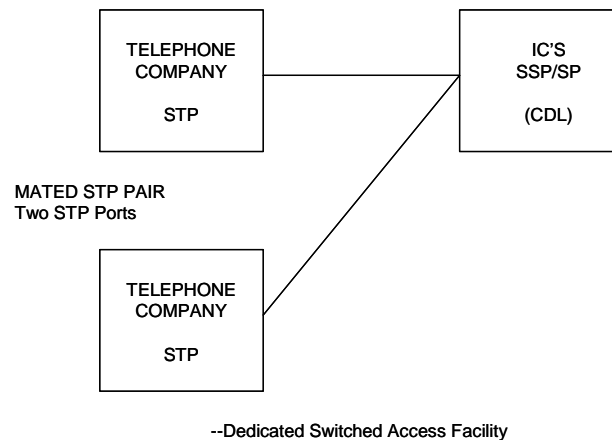 TELEPHONE
COMPANY
STP
IC'S
SSP/SP
(CDL)
MATED STP PAIR
Two STP Ports
TELEPHONE
COMPANY
STP
--Dedicated Switched Access Facility